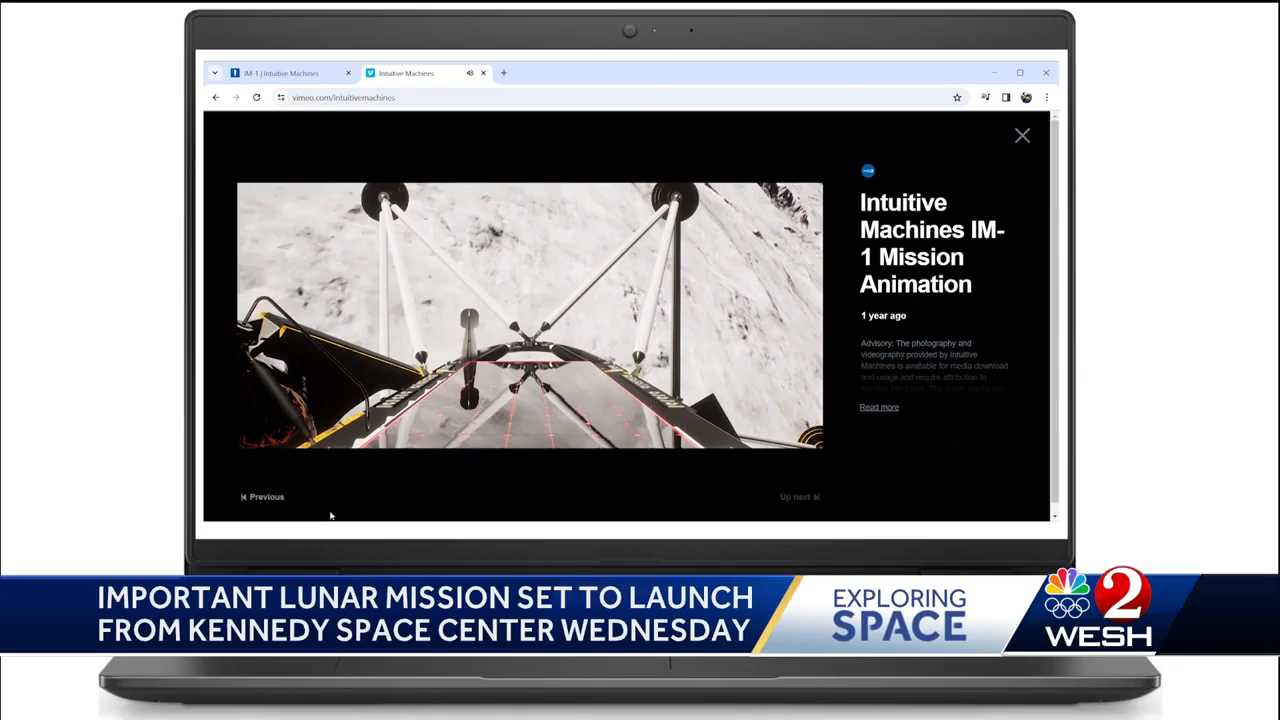 IM-1 | Intuitive Machines
Intuitive Machines
vimeo.com/intuitivemachines
Intuitive
Machines IM-
1 Mission
Animation
1 year ago
Advisory: The photography and
videography provided by Intuitive
Machines is available for media download
and usage and require attribution to
Read more
Previous
Up next
IMPORTANT LUNAR MISSION SET TO LAUNCH
FROM KENNEDY SPACE CENTER WEDNESDAY
EXPLORING
SPACE
2
WESH